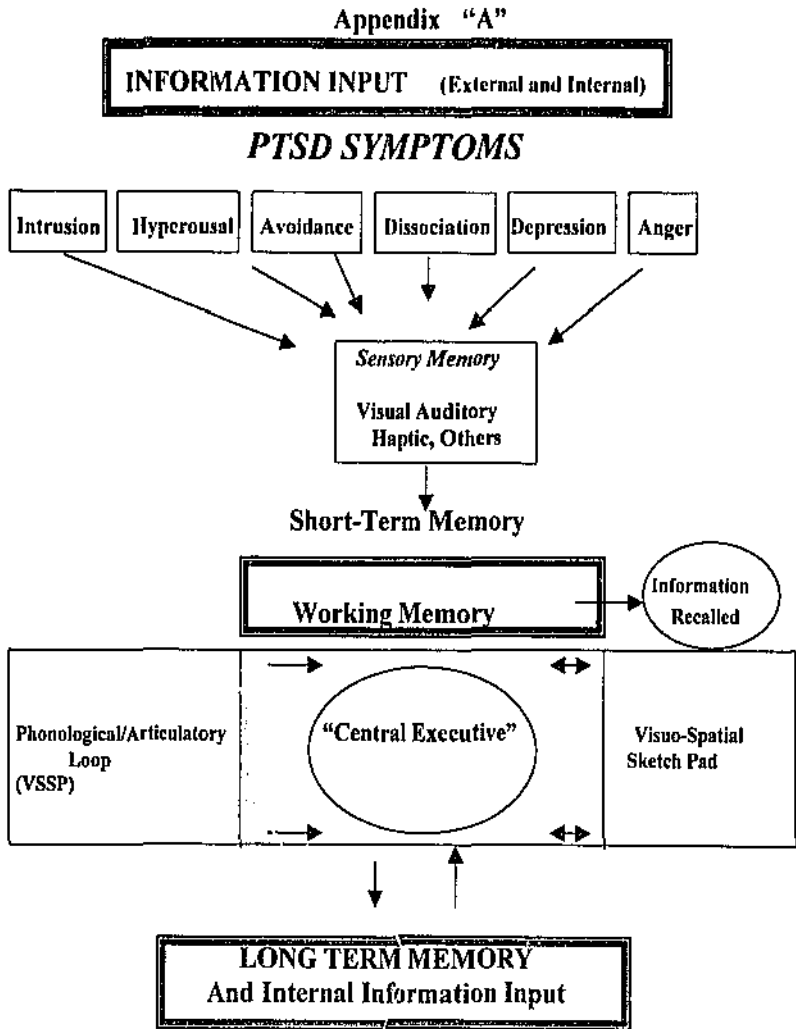 Appendix "A"
INFORMATION INPUT (External and Internal)
PTSD SYMPTOMS
Intrusion
Hyperousal
Avoidance
Dissociation
Depression
Anger
Sensory Memory
Visual Auditory
Haptic, Others
Short-Term Memory
Working Memory
Information
Recalled
Phonological/Articulatory
Loop
(VSSP)
"Central Executive"
Visuo-Spatial
Sketch Pad
LONG TERM MEMORY
And Internal Information Input